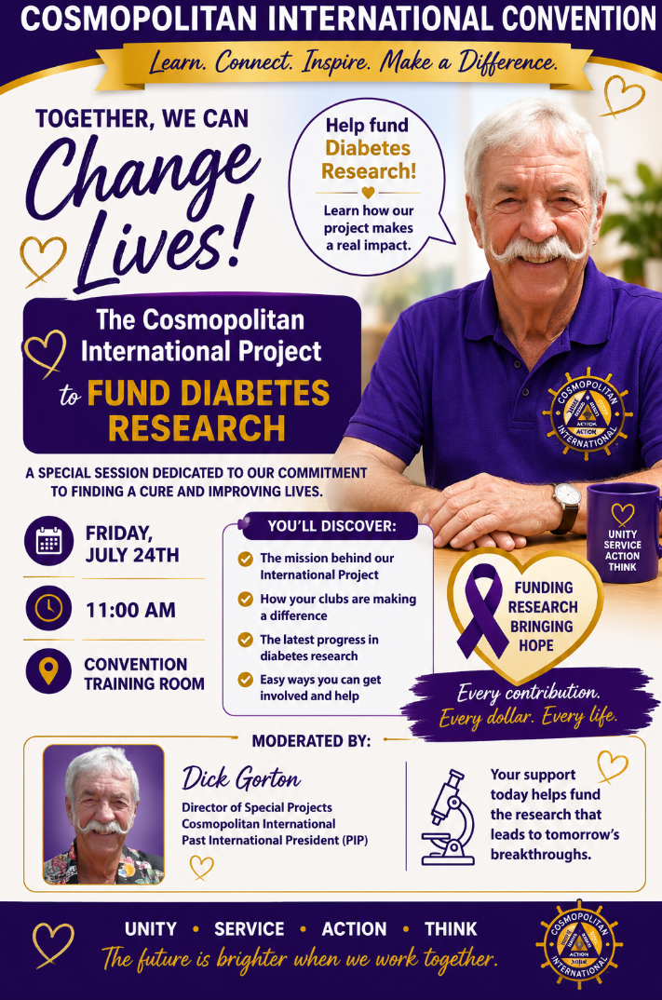 COSMOPOLITAN INTERNATIONAL CONVENTION
Learn. Connect. Inspire. Make a Difference.
TOGETHER, WE CAN
Change
Lives!
Help fund
Diabetes
Research!
Learn how our
project makes
a real impact.
The Cosmopolitan
International Project
to FUND DIABETES
RESEARCH
A SPECIAL SESSION DEDICATED TO OUR COMMITMENT
TO FINDING A CURE AND IMPROVING LIVES.
COSMOPOLITAN
ACTION
INTERNATIONAL
UNITY
SERVICE
ACTION
THINK
FRIDAY,
JULY 24TH
11:00 AM
CONVENTION
TRAINING ROOM
YOU'LL DISCOVER:
The mission behind our
International Project
How your clubs are making
a difference
The latest progress in
diabetes research
Easy ways you can get
involved and help
FUNDING
RESEARCH
BRINGING
HOPE
Every contribution.
Every dollar. Every life.
MODERATED BY:
Dick Gorton
Director of Special Projects
Cosmopolitan International
Past International President (PIP)
Your support
today helps fund
the research that
leads to tomorrow's
breakthroughs.
UNITY • SERVICE • ACTION • THINK
The future is brighter when we work together.
COSMOPOLITAN
ACTION
INTERNATIONAL